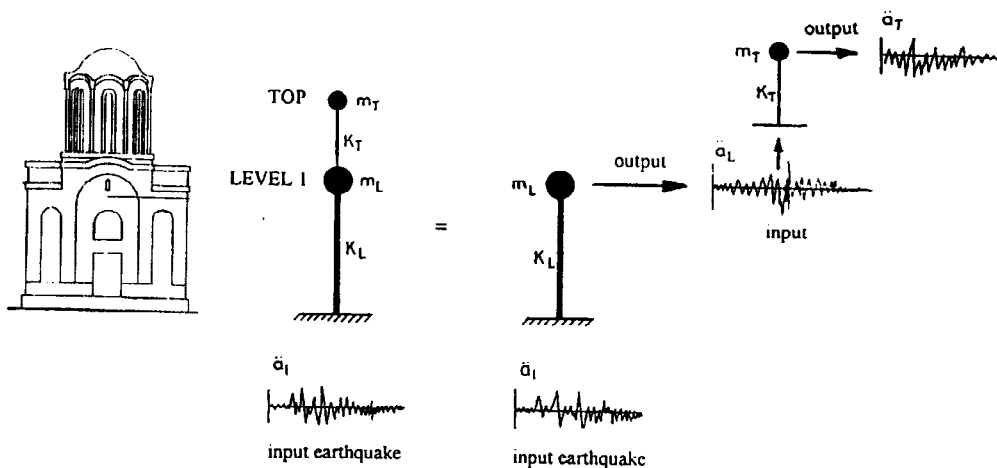 TOP
m_T
K_T
LEVEL 1
m_L
K_L
ä_I
input earthquake
=
m_L
output
K_L
ä_I
input earthquake
m_T
output
ä_T
K_T
ä_L
input